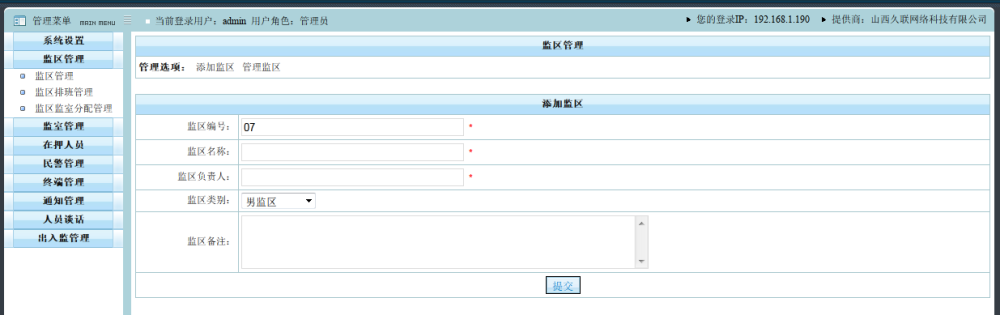 管理菜单 MAIN MENU 当前登录用户：admin 用户角色：管理员 您的登录IP：192.168.1.190 提供商：山西久联网络科技有限公司
系统设置
监区管理
监区管理
监区排班管理
监区监室分配管理
监室管理
在押人员
民警管理
终端管理
通知管理
人员谈话
出入监管理
监区管理
管理选项： 添加监区 管理监区
添加监区
监区编号： 07 *
监区名称： *
监区负责人： *
监区类别： 男监区
监区备注：
提交